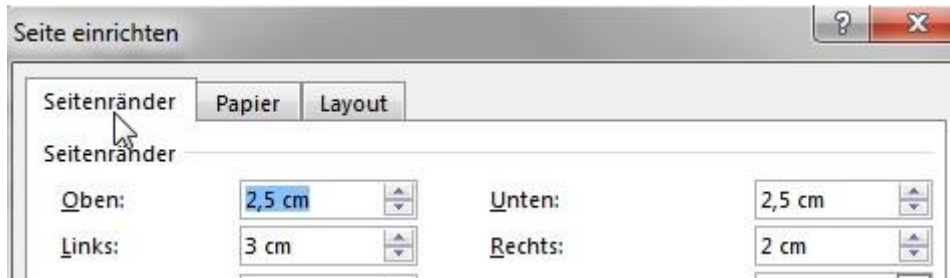 Seite einrichten ?
Seitenränder Papier Layout
Seitenränder
Oben: 2,5 cm Unten: 2,5 cm
Links: 3 cm Rechts: 2 cm